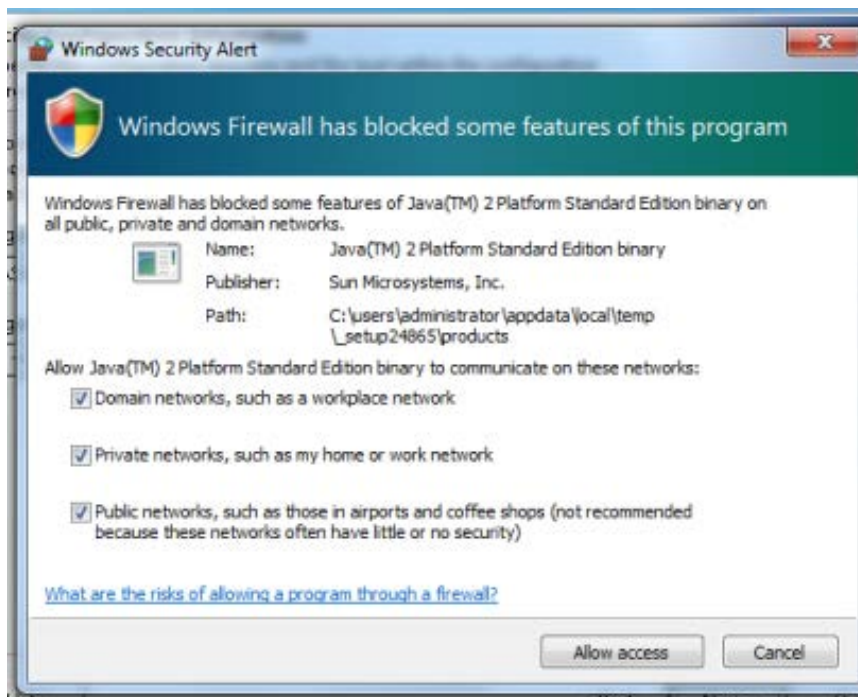 Windows Security Alert
Windows Firewall has blocked some features of this program
Windows Firewall has blocked some features of Java(TM) 2 Platform Standard Edition binary on
all public, private and domain networks.
Name: Java(TM) 2 Platform Standard Edition binary
Publisher: Sun Microsystems, Inc.
Path: C:\users\administrator\appdata\local\temp
\_setup24865\products
Allow Java(TM) 2 Platform Standard Edition binary to communicate on these networks:
Domain networks, such as a workplace network
Private networks, such as my home or work network
Public networks, such as those in airports and coffee shops (not recommended
because these networks often have little or no security)
What are the risks of allowing a program through a firewall?
Allow access Cancel